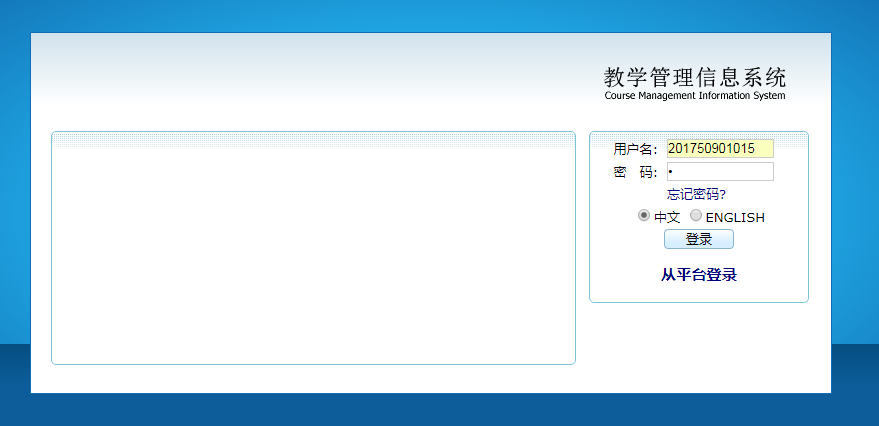 教学管理信息系统
Course Management Information System
用户名: 201750901015
密 码: •
忘记密码?
中文 ENGLISH
登录
从平台登录